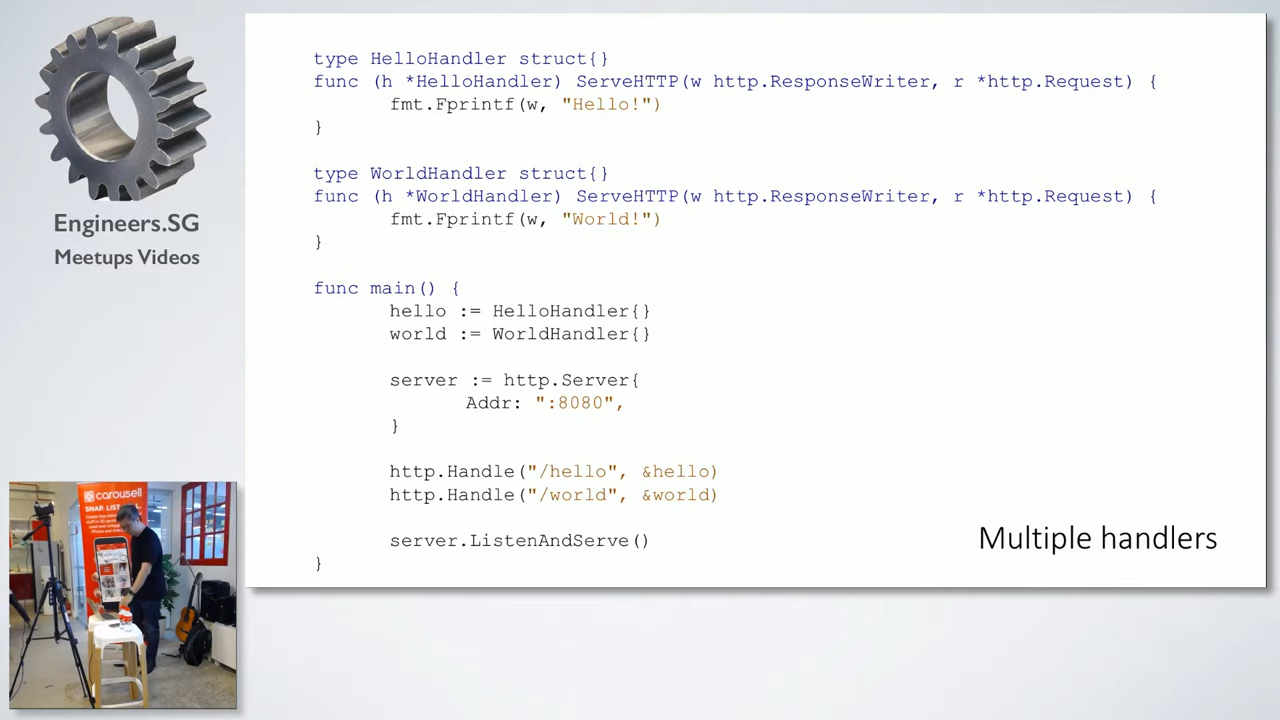 Engineers.SG
Meetups Videos
type HelloHandler struct{}
func (h *HelloHandler) ServeHTTP(w http.ResponseWriter, r *http.Request) {
fmt.Fprintf(w, "Hello!")
}
type WorldHandler struct{}
func (h *WorldHandler) ServeHTTP(w http.ResponseWriter, r *http.Request) {
fmt.Fprintf(w, "World!")
}
func main() {
hello := HelloHandler{}
world := WorldHandler{}
server := http.Server{
Addr: ":8080",
}
http.Handle("/hello", &hello)
http.Handle("/world", &world)
server.ListenAndServe()
}
Multiple handlers
carousell
SNAP. LIST.